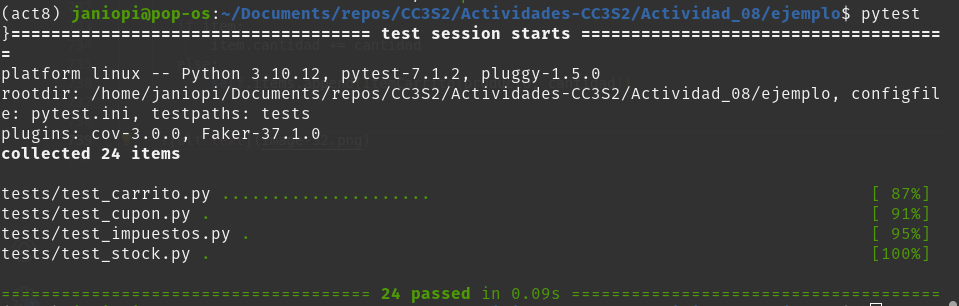 (act8) janiopi@pop-os:~/Documents/repos/CC3S2/Actividades-CC3S2/Actividad_08/ejemplo$ pytest
}=================================== test session starts ====================================
=
platform linux -- Python 3.10.12, pytest-7.1.2, pluggy-1.5.0
rootdir: /home/janiopi/Documents/repos/CC3S2/Actividades-CC3S2/Actividad_08/ejemplo, configfil
e: pytest.ini, testpaths: tests
plugins: cov-3.0.0, Faker-37.1.0
collected 24 items
tests/test_carrito.py ..................... [ 87%]
tests/test_cupon.py . [ 91%]
tests/test_impuestos.py . [ 95%]
tests/test_stock.py . [100%]
===================================== 24 passed in 0.09s =====================================